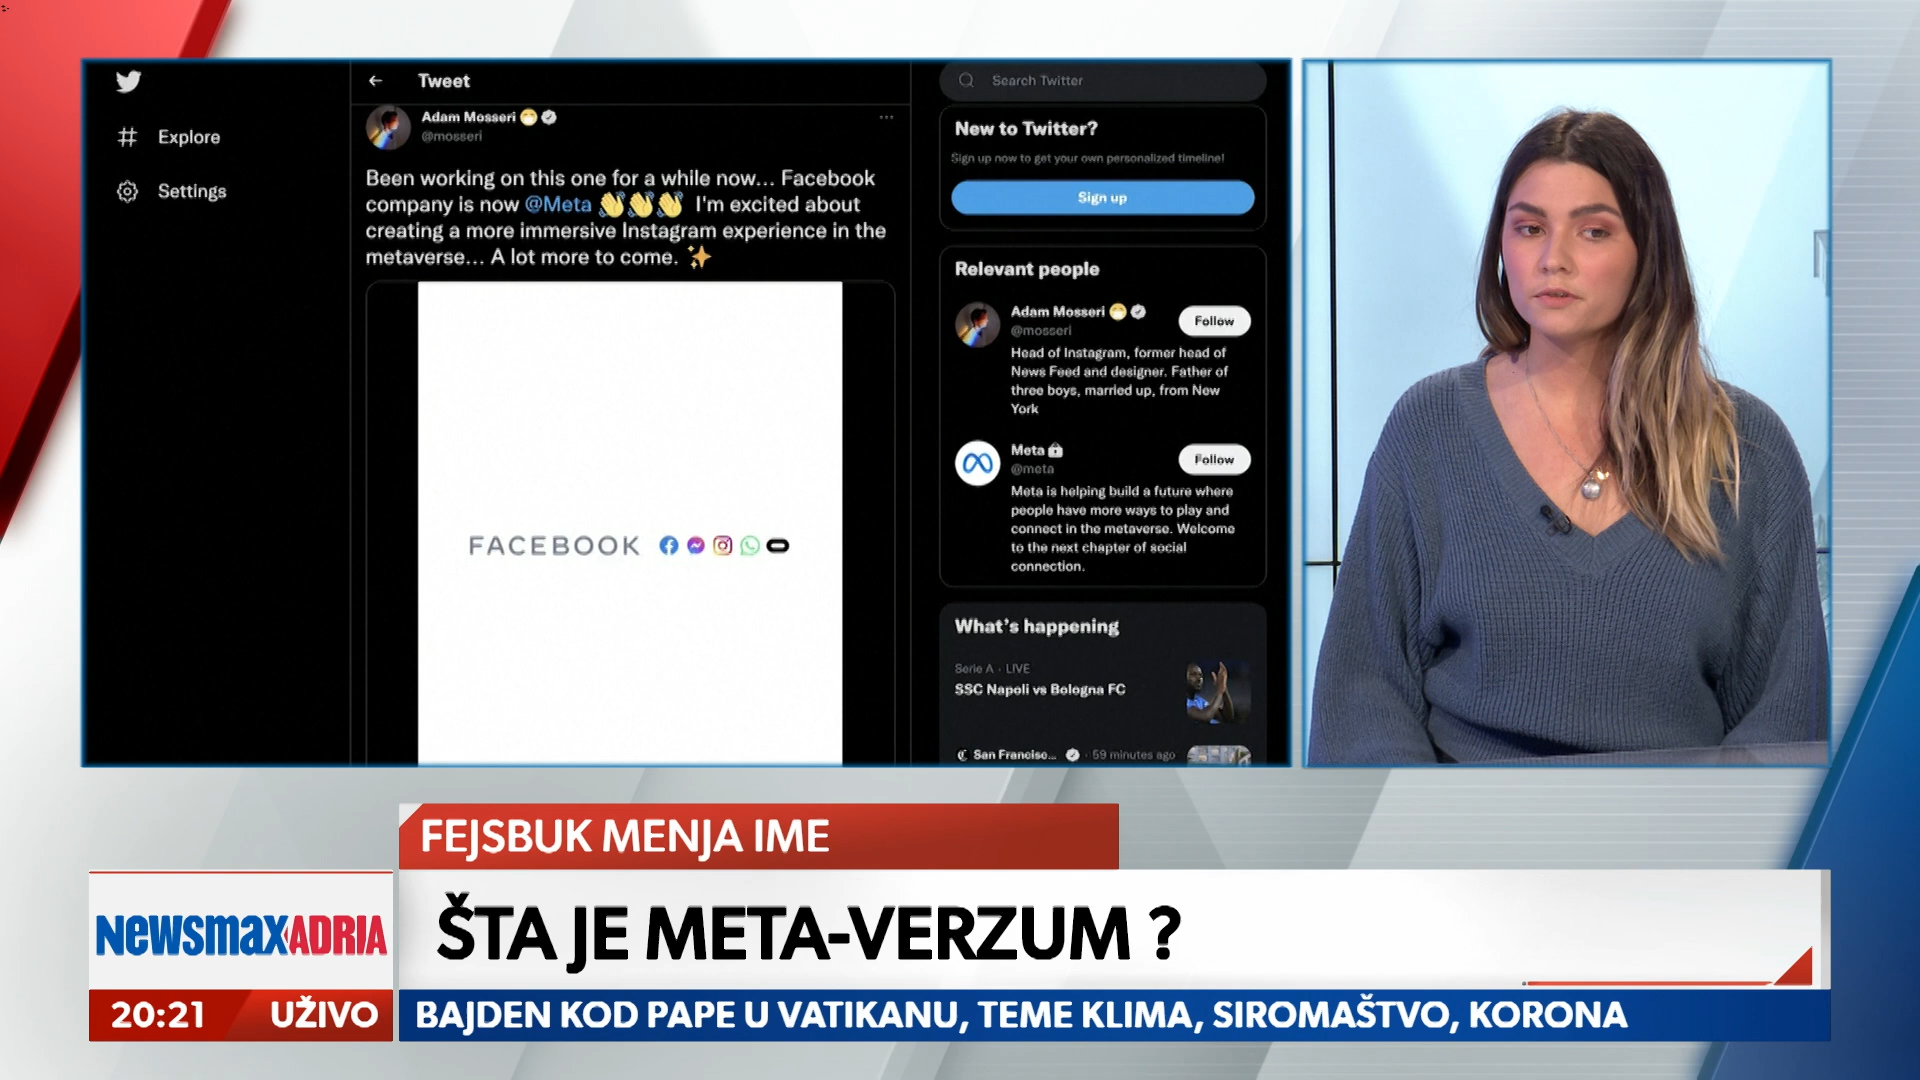 Tweet
Search Twitter
Explore
Settings
Adam Mosseri
@mosseri
Been working on this one for a while now... Facebook
company is now @Meta 👋👋👋 I'm excited about
creating a more immersive Instagram experience in the
metaverse... A lot more to come. ✨
FACEBOOK
New to Twitter?
Sign up now to get your own personalized timeline!
Sign up
Relevant people
Adam Mosseri
@mosseri
Follow
Head of Instagram, former head of
News Feed and designer. Father of
three boys, married up, from New
York
Meta
@meta
Follow
Meta is helping build a future where
people have more ways to play and
connect in the metaverse. Welcome
to the next chapter of social
connection.
What's happening
Serie A · LIVE
SSC Napoli vs Bologna FC
San Francisc... · 59 minutes ago
FEJSBUK MENJA IME
ŠTA JE META-VERZUM ?
NEWSMAX ADRIA
20:21 UŽIVO
BAJDEN KOD PAPE U VATIKANU, TEME KLIMA, SIROMAŠTVO, KORONA